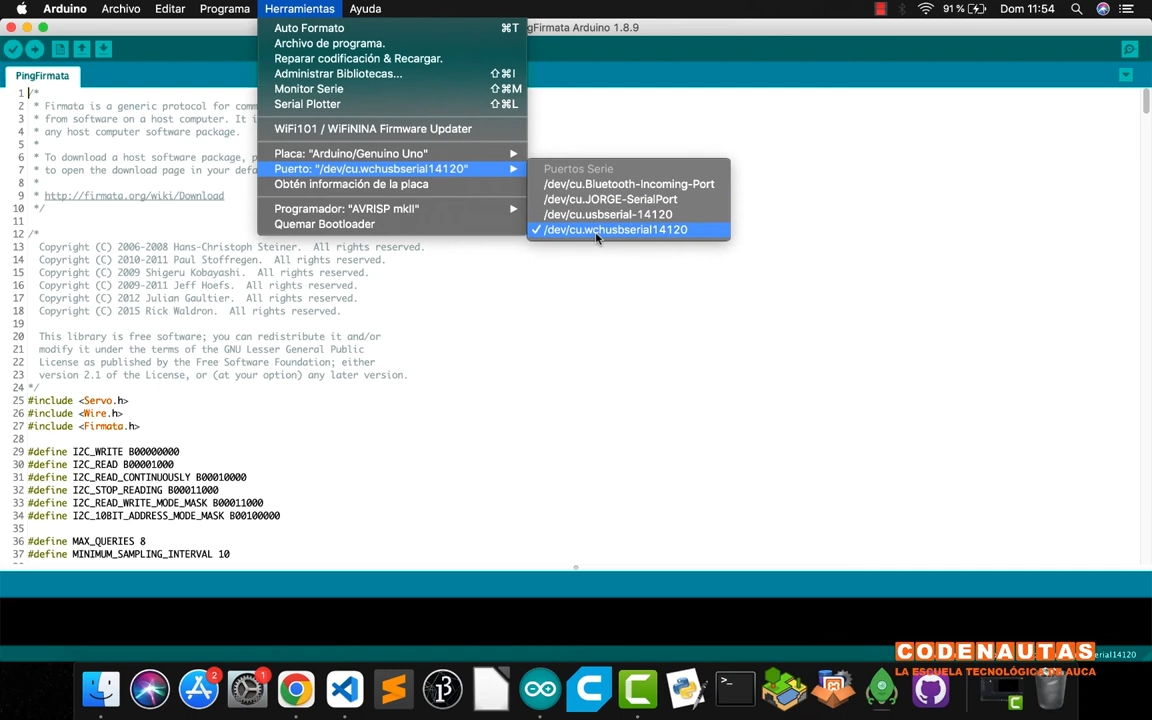 Arduino Archivo Editar Programa Herramientas Ayuda 91 % Dom 11:54
ngFirmata Arduino 1.8.9
PingFirmata
Auto Formato ⌘T
Archivo de programa.
Reparar codificación & Recargar.
Administrar Bibliotecas... ⇧⌘I
Monitor Serie ⇧⌘M
Serial Plotter ⇧⌘L
WiFi101 / WiFiNINA Firmware Updater
Placa: "Arduino/Genuino Uno"
Puerto: "/dev/cu.wchusbserial14120"
Obtén información de la placa
Programador: "AVRISP mkII"
Quemar Bootloader
Puertos Serie
/dev/cu.Bluetooth-Incoming-Port
/dev/cu.JORGE-SerialPort
/dev/cu.usbserial-14120
✓ /dev/cu.wchusbserial14120
1 /*
2 * Firmata is a generic protocol for comm
3 * from software on a host computer. It i
4 * any host computer software package.
5 *
6 * To download a host software package, p
7 * to open the download page in your defa
8 *
9 * http://firmata.org/wiki/Download
10 */
11
12 /*
13 Copyright (C) 2006-2008 Hans-Christoph Steiner. All rights reserved.
14 Copyright (C) 2010-2011 Paul Stoffregen. All rights reserved.
15 Copyright (C) 2009 Shigeru Kobayashi. All rights reserved.
16 Copyright (C) 2009-2011 Jeff Hoefs. All rights reserved.
17 Copyright (C) 2012 Julian Gaultier. All rights reserved.
18 Copyright (C) 2015 Rick Waldron. All rights reserved.
19
20 This library is free software; you can redistribute it and/or
21 modify it under the terms of the GNU Lesser General Public
22 License as published by the Free Software Foundation; either
23 version 2.1 of the License, or (at your option) any later version.
24 */
25 #include <Servo.h>
26 #include <Wire.h>
27 #include <Firmata.h>
28
29 #define I2C_WRITE B00000000
30 #define I2C_READ B00001000
31 #define I2C_READ_CONTINUOUSLY B00010000
32 #define I2C_STOP_READING B00011000
33 #define I2C_READ_WRITE_MODE_MASK B00011000
34 #define I2C_10BIT_ADDRESS_MODE_MASK B00100000
35
36 #define MAX_QUERIES 8
37 #define MINIMUM_SAMPLING_INTERVAL 10
CODENAUTAS
erial14120
LA ESCUELA TECNOLÓGICA DE AUCA
2
1